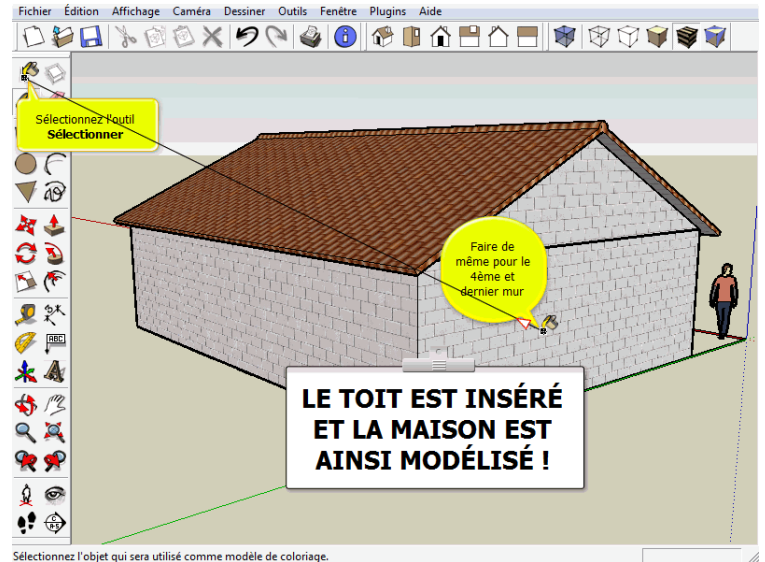 Fichier Édition Affichage Caméra Dessiner Outils Fenêtre Plugins Aide
Sélectionnez l'outil
Sélectionner
Faire de
même pour le
4ème et
dernier mur
ABC
LE TOIT EST INSÉRÉ
ET LA MAISON EST
AINSI MODÉLISÉ !
Sélectionnez l'objet qui sera utilisé comme modèle de coloriage.